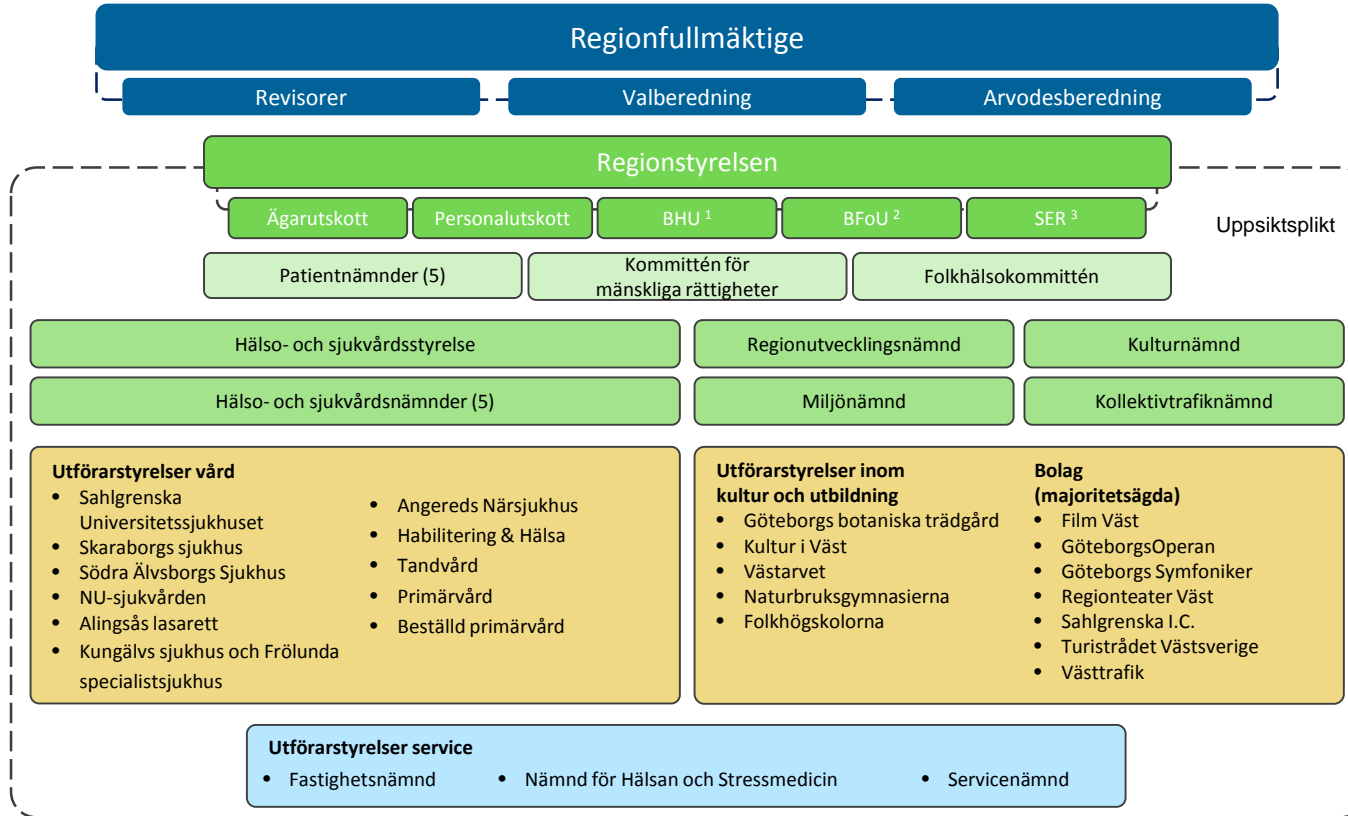 Regionfullmäktige
Revisorer
Valberedning
Arvodesberedning
Regionstyrelsen
Ägarutskott
Personalutskott
BHU ¹
BFoU ²
SER ³
Uppsiktsplikt
Patientnämnder (5)
Kommittén för
mänskliga rättigheter
Folkhälsokommittén
Hälso- och sjukvårdsstyrelse
Regionutvecklingsnämnd
Kulturnämnd
Hälso- och sjukvårdsnämnder (5)
Miljönämnd
Kollektivtrafiknämnd
Utförarstyrelser vård
• Sahlgrenska
Universitetssjukhuset
• Skaraborgs sjukhus
• Södra Älvsborgs Sjukhus
• NU-sjukvården
• Alingsås lasarett
• Kungälvs sjukhus och Frölunda
specialistsjukhus
• Angereds Närsjukhus
• Habilitering & Hälsa
• Tandvård
• Primärvård
• Beställd primärvård
Utförarstyrelser inom
kultur och utbildning
• Göteborgs botaniska trädgård
• Kultur i Väst
• Västarvet
• Naturbruksgymnasierna
• Folkhögskolorna
Bolag
(majoritetsägda)
• Film Väst
• GöteborgsOperan
• Göteborgs Symfoniker
• Regionteater Väst
• Sahlgrenska I.C.
• Turistrådet Västsverige
• Västtrafik
Utförarstyrelser service
• Fastighetsnämnd
• Nämnd för Hälsan och Stressmedicin
• Servicenämnd